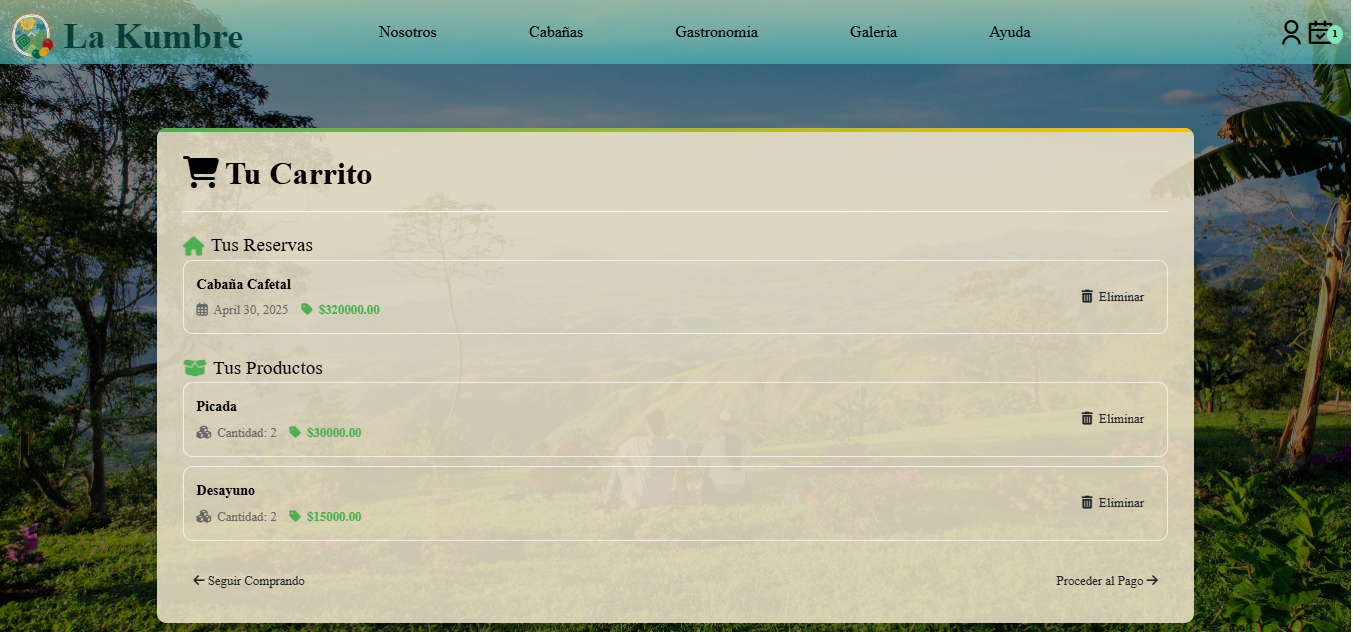 La Kumbre
Nosotros Cabañas Gastronomia Galeria Ayuda
1
Tu Carrito
Tus Reservas
Cabaña Cafetal
April 30, 2025 $320000.00
Eliminar
Tus Productos
Picada
Cantidad: 2 $30000.00
Eliminar
Desayuno
Cantidad: 2 $15000.00
Eliminar
Seguir Comprando
Proceder al Pago